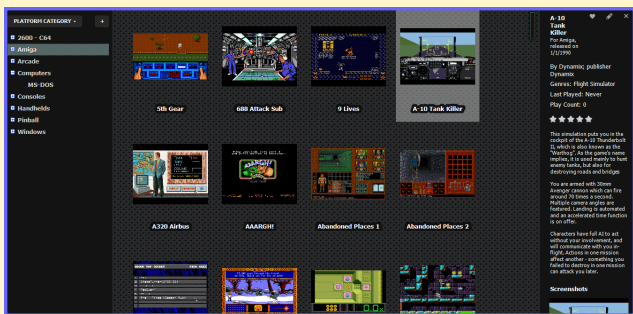 PLATFORM CATEGORY
+
2600 - C64
Amiga
Arcade
Computers
MS-DOS
Consoles
Handhelds
Pinball
Windows
5th Gear
688 Attack Sub
9 Lives
A-10 Tank Killer
A320 Airbus
AAARGH!
Abandoned Places 1
Abandoned Places 2
A-10
Tank
Killer
For Amiga,
released on
1/1/1990
By Dynamix; publisher
Dynamix
Genres: Flight Simulator
Last Played: Never
Play Count: 0
This simulation puts you in the
cockpit of the A-10 Thunderbolt
II, which is also known as the
"Warthog". As the game's name
implies, it is used mainly to hunt
enemy tanks, but also for
destroying roads and bridges
You are armed with 30mm
Avenger cannon which can fire
around 70 times a second.
Multiple camera angles are
featured. Landing is automated
and an accelerated time function
is on offer.
Characters have full AI to act
without your involvement, and
will communicate with you in-
flight. Actions in one mission
affect another - something you
failed to destroy in one mission
can attack you later.
Screenshots